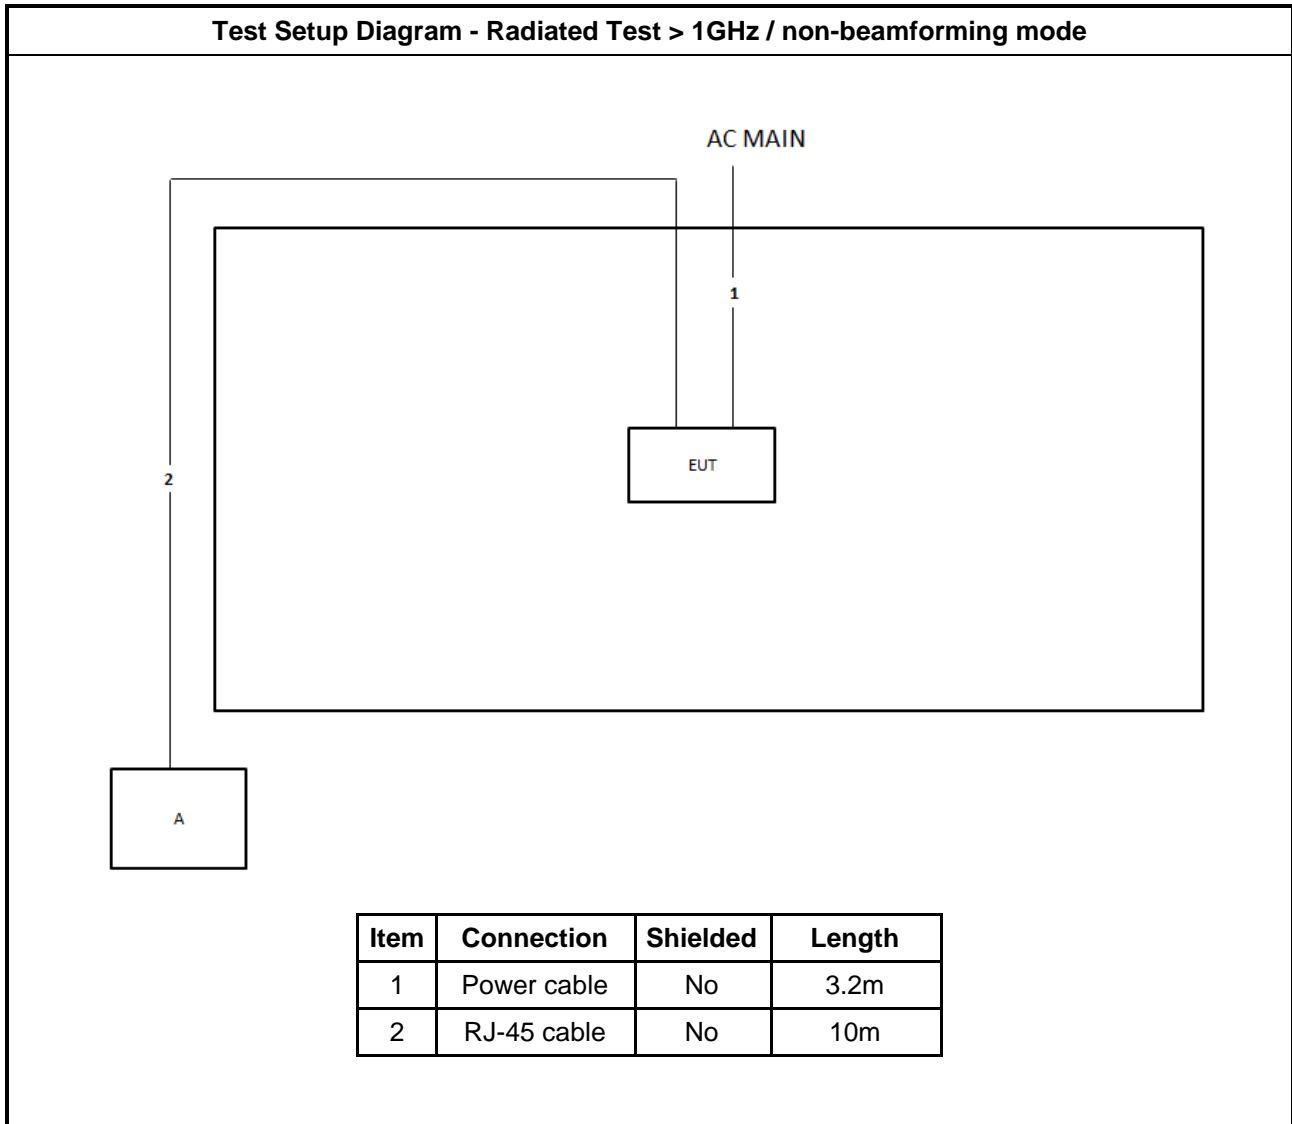 Test Setup Diagram - Radiated Test > 1GHz / non-beamforming mode
AC MAIN
1
EUT
2
A
Item Connection Shielded Length
1 Power cable No 3.2m
2 RJ-45 cable No 10m